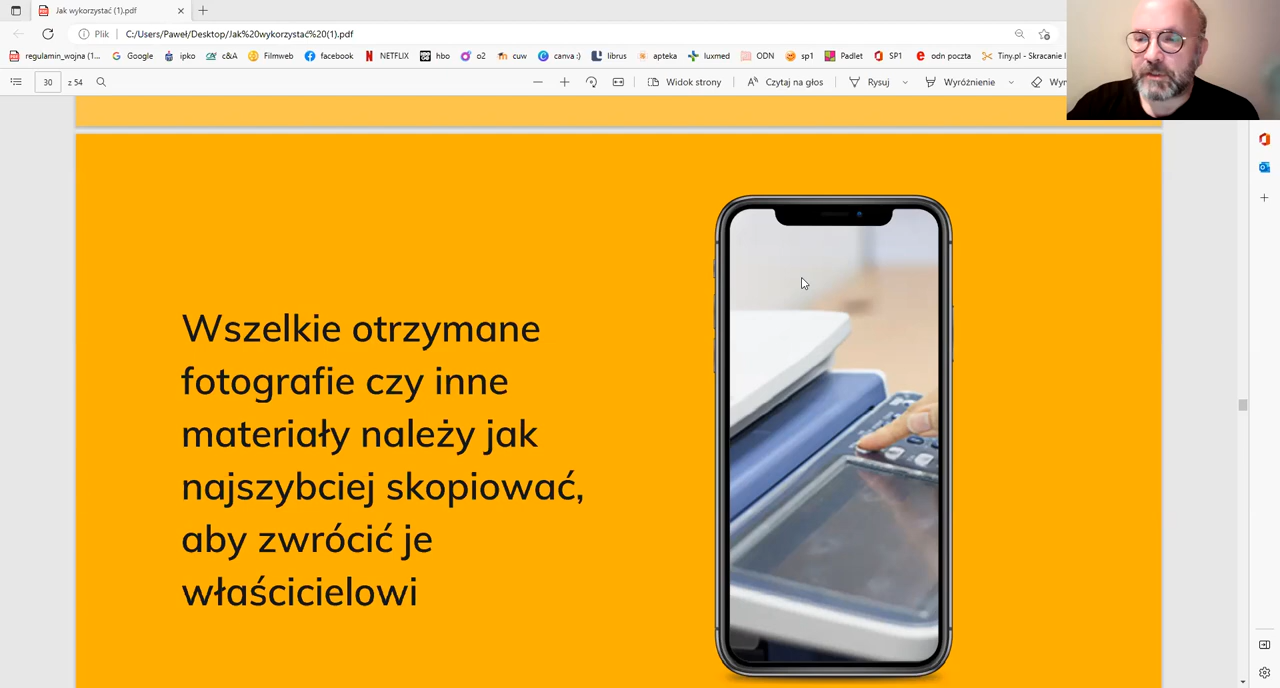 Jak wykorzystać (1).pdf
Plik C:/Users/Paweł/Desktop/Jak%20wykorzystać%20(1).pdf
regulamin_wojna (1... Google ipko c&A Filmweb facebook NETFLIX hbo o2 cuw canva :) librus apteka luxmed ODN sp1 Padlet SP1 odn poczta Tiny.pl - Skracanie l
30 z 54 Widok strony Czytaj na głos Rysuj Wyróżnienie
Wszelkie otrzymane
fotografie czy inne
materiały należy jak
najszybciej skopiować,
aby zwrócić je
właścicielowi